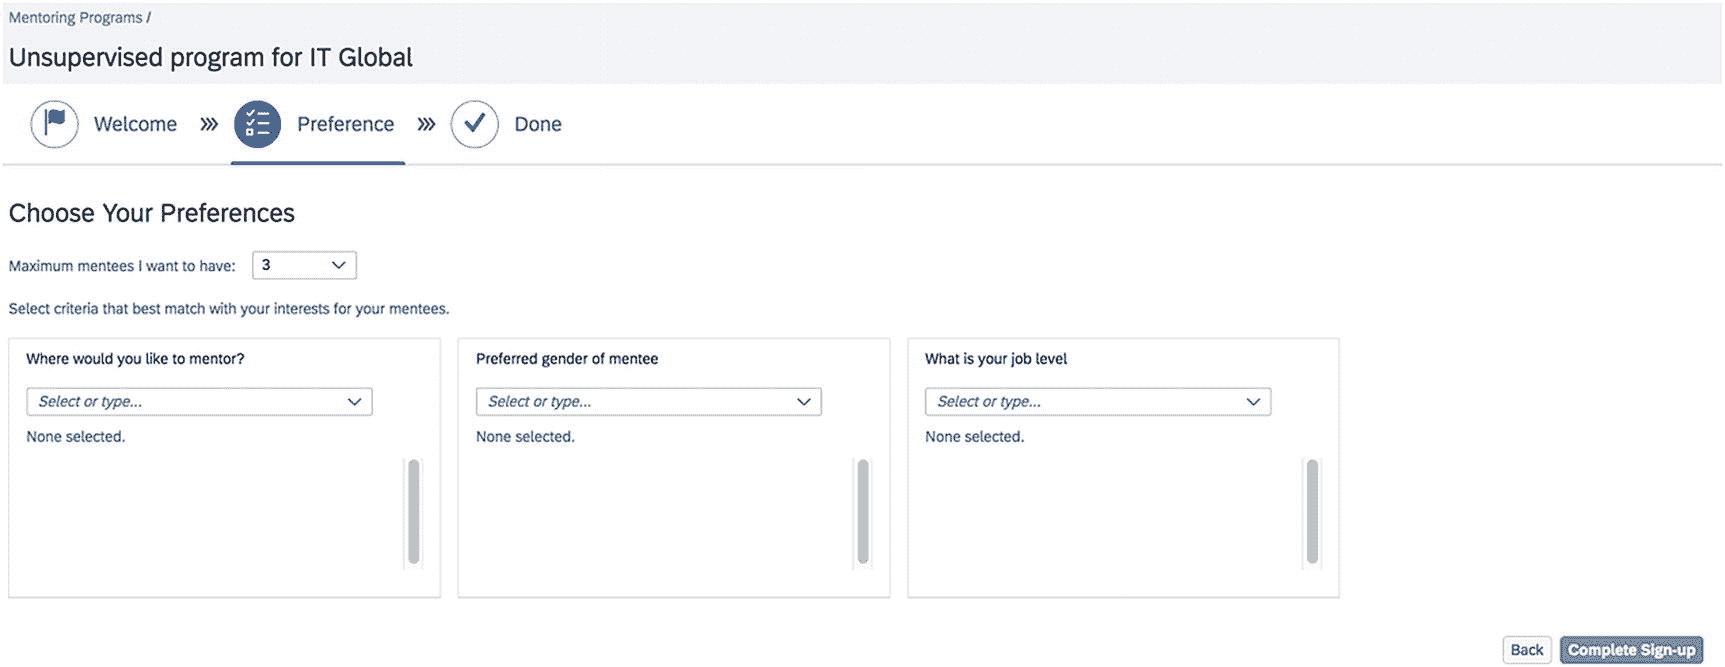 Mentoring Programs /
Unsupervised program for IT Global
Welcome Preference Done
Choose Your Preferences
Maximum mentees I want to have: 3
Select criteria that best match with your interests for your mentees.
Where would you like to mentor?
Select or type...
None selected.
Preferred gender of mentee
Select or type...
None selected.
What is your job level
Select or type...
None selected.
Back Complete Sign-up